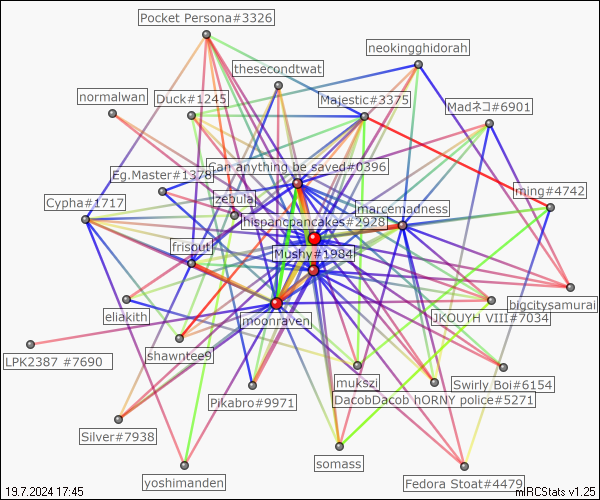 Pocket Persona#3326
neokingghidorah
thesecondtwat
normalwan
Duck#1245
Majestic#3375
Madネコ#6901
Can anything be saved#0396
Eg.Master#1378
ming#4742
zebulaj
Cypha#1717
marcemadness
hispancpancakes#2928
frisout
Mushy#1984
bigcitysamurai
eliakith
JKOUYH VIII#7034
moonraven
LPK2387 #7690
shawntee9
mukszi
Swirly Boi#6154
Pikabro#9971
DacobDacob hORNY police#5271
Silver#7938
somass
yoshimanden
Fedora Stoat#4479
19.7.2024 17:45
mIRCStats v1.25